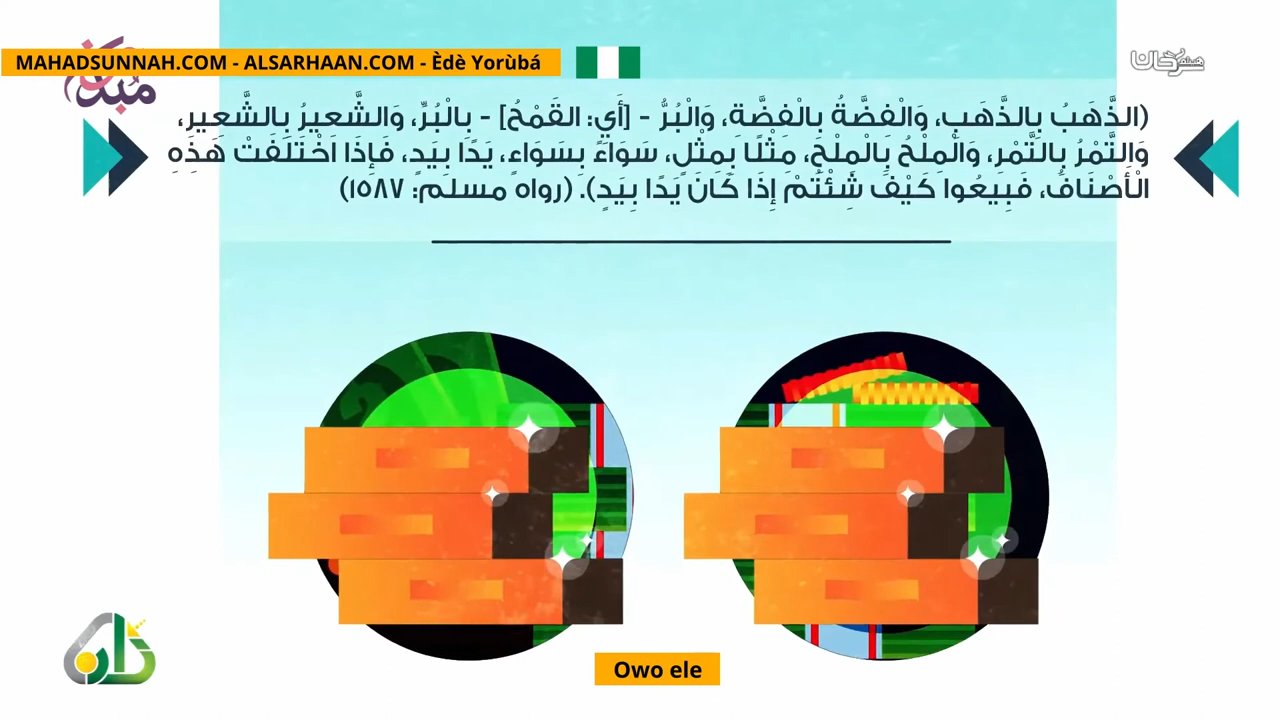 MAHADSUNNAH.COM - ALSARHAAN.COM - Èdè Yorùbá
سرحان
(الذَّهَبُ بِالذَّهَبِ، وَالْفِضَّةُ بِالْفِضَّةِ، وَالْبُرُّ - [أَيِ: القَمْحُ] - بِالْبُرِّ، وَالشَّعِيرُ بِالشَّعِيرِ،
وَالتَّمْرُ بِالتَّمْرِ، وَالْمِلْحُ بِالْمِلْحِ، مِثْلًا بِمِثْلٍ، سَوَاءً بِسَوَاءٍ، يَدًا بِيَدٍ، فَإِذَا اخْتَلَفَتْ هَذِهِ
الْأَصْنَافُ، فَبِيعُوا كَيْفَ شِئْتُمْ إِذَا كَانَ يَدًا بِيَدٍ). (رواه مسلم: ١٥٨٧)
Owo ele